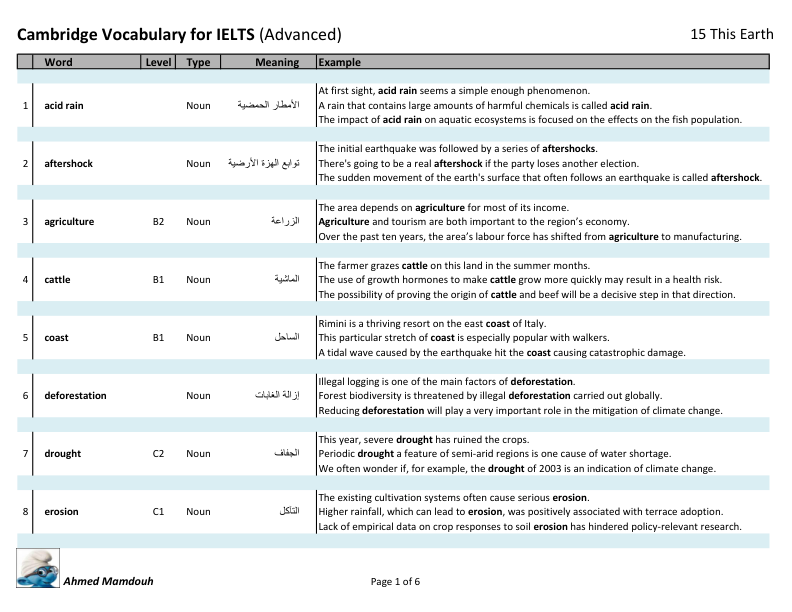 Cambridge Vocabulary for IELTS (Advanced) 15 This Earth
Word Level Type Meaning Example
1 acid rain Noun الأمطار الحمضية
At first sight, acid rain seems a simple enough phenomenon.
A rain that contains large amounts of harmful chemicals is called acid rain.
The impact of acid rain on aquatic ecosystems is focused on the effects on the fish population.
2 aftershock Noun توابع الهزة الأرضية
The initial earthquake was followed by a series of aftershocks.
There's going to be a real aftershock if the party loses another election.
The sudden movement of the earth's surface that often follows an earthquake is called aftershock.
3 agriculture B2 Noun الزراعة
The area depends on agriculture for most of its income.
Agriculture and tourism are both important to the region’s economy.
Over the past ten years, the area’s labour force has shifted from agriculture to manufacturing.
4 cattle B1 Noun الماشية
The farmer grazes cattle on this land in the summer months.
The use of growth hormones to make cattle grow more quickly may result in a health risk.
The possibility of proving the origin of cattle and beef will be a decisive step in that direction.
5 coast B1 Noun الساحل
Rimini is a thriving resort on the east coast of Italy.
This particular stretch of coast is especially popular with walkers.
A tidal wave caused by the earthquake hit the coast causing catastrophic damage.
6 deforestation Noun إزالة الغابات
Illegal logging is one of the main factors of deforestation.
Forest biodiversity is threatened by illegal deforestation carried out globally.
Reducing deforestation will play a very important role in the mitigation of climate change.
7 drought C2 Noun الجفاف
This year, severe drought has ruined the crops.
Periodic drought a feature of semi-arid regions is one cause of water shortage.
We often wonder if, for example, the drought of 2003 is an indication of climate change.
8 erosion C1 Noun التآكل
The existing cultivation systems often cause serious erosion.
Higher rainfall, which can lead to erosion, was positively associated with terrace adoption.
Lack of empirical data on crop responses to soil erosion has hindered policy-relevant research.
Ahmed Mamdouh Page 1 of 6